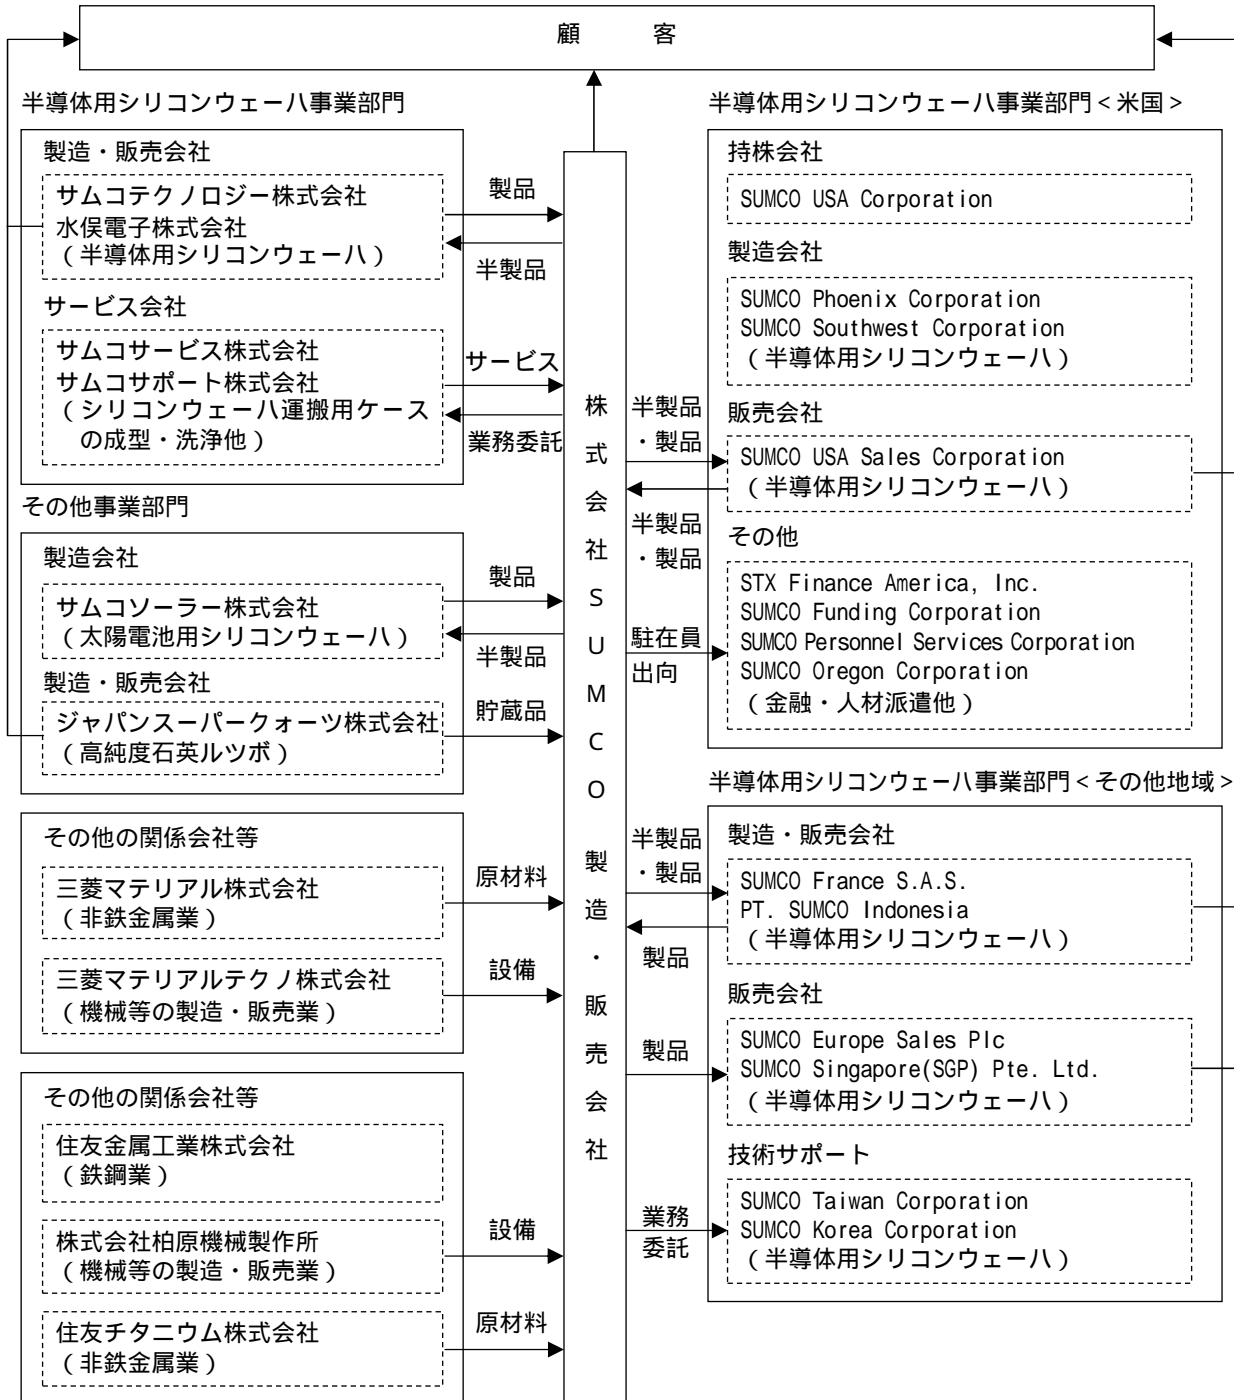 顧客
半導体用シリコンウェーハ事業部門
製造・販売会社
サムコテクノロジー株式会社
水俣電子株式会社
(半導体用シリコンウェーハ)
製品
半製品
サービス会社
サムコサービス株式会社
サムコサポート株式会社
(シリコンウェーハ運搬用ケース
の成型・洗浄他)
サービス
業務委託
その他事業部門
製造会社
サムコソーラー株式会社
(太陽電池用シリコンウェーハ)
製品
半製品
製造・販売会社
ジャパンスーパークォーツ株式会社
(高純度石英ルツボ)
貯蔵品
その他の関係会社等
三菱マテリアル株式会社
(非鉄金属業)
原材料
三菱マテリアルテクノ株式会社
(機械等の製造・販売業)
設備
その他の関係会社等
住友金属工業株式会社
(鉄鋼業)
株式会社柏原機械製作所
(機械等の製造・販売業)
設備
住友チタニウム株式会社
(非鉄金属業)
原材料
株式会社SUMCO 製造・販売会社
半導体用シリコンウェーハ事業部門<米国>
持株会社
SUMCO USA Corporation
製造会社
SUMCO Phoenix Corporation
SUMCO Southwest Corporation
(半導体用シリコンウェーハ)
半製品
・製品
販売会社
SUMCO USA Sales Corporation
(半導体用シリコンウェーハ)
半製品
・製品
その他
STX Finance America, Inc.
SUMCO Funding Corporation
SUMCO Personnel Services Corporation
SUMCO Oregon Corporation
(金融・人材派遣他)
駐在員
出向
半導体用シリコンウェーハ事業部門<その他地域>
製造・販売会社
SUMCO France S.A.S.
PT. SUMCO Indonesia
(半導体用シリコンウェーハ)
半製品
・製品
製品
販売会社
SUMCO Europe Sales Plc
SUMCO Singapore(SGP) Pte. Ltd.
(半導体用シリコンウェーハ)
製品
技術サポート
SUMCO Taiwan Corporation
SUMCO Korea Corporation
(半導体用シリコンウェーハ)
業務
委託